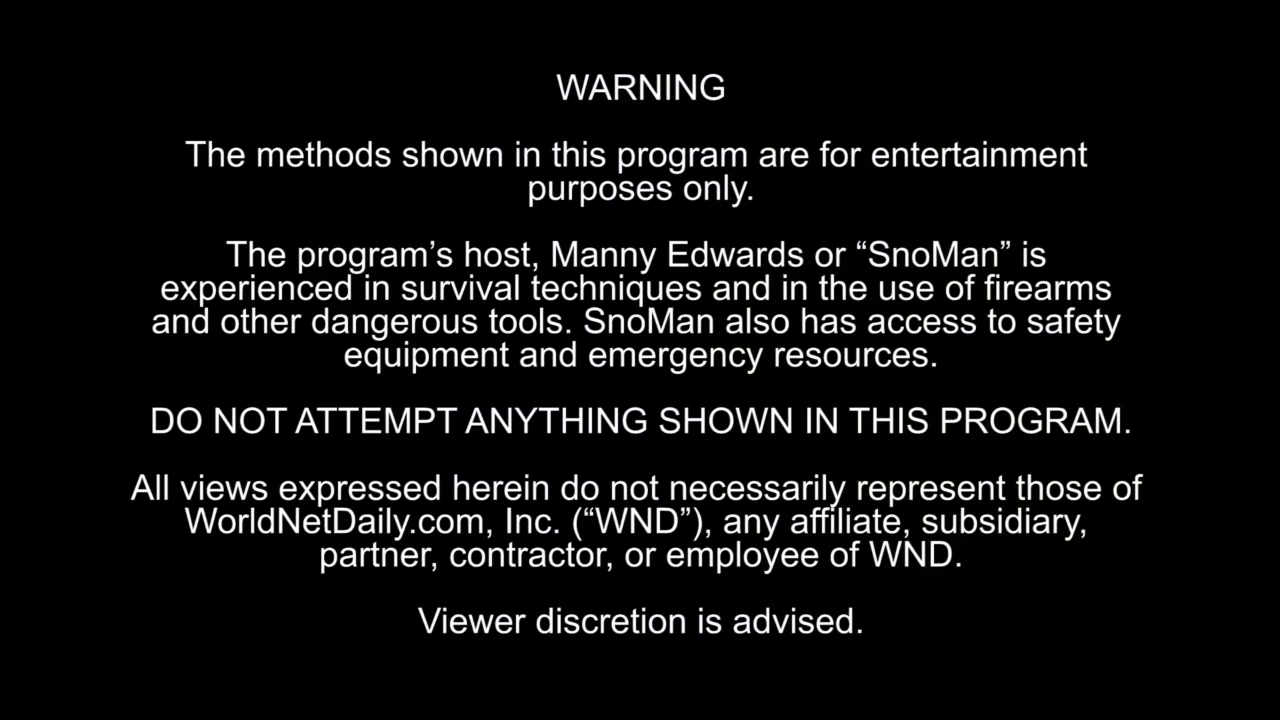 WARNING
The methods shown in this program are for entertainment
purposes only.
The program’s host, Manny Edwards or “SnoMan” is
experienced in survival techniques and in the use of firearms
and other dangerous tools. SnoMan also has access to safety
equipment and emergency resources.
DO NOT ATTEMPT ANYTHING SHOWN IN THIS PROGRAM.
All views expressed herein do not necessarily represent those of
WorldNetDaily.com, Inc. (“WND”), any affiliate, subsidiary,
partner, contractor, or employee of WND.
Viewer discretion is advised.